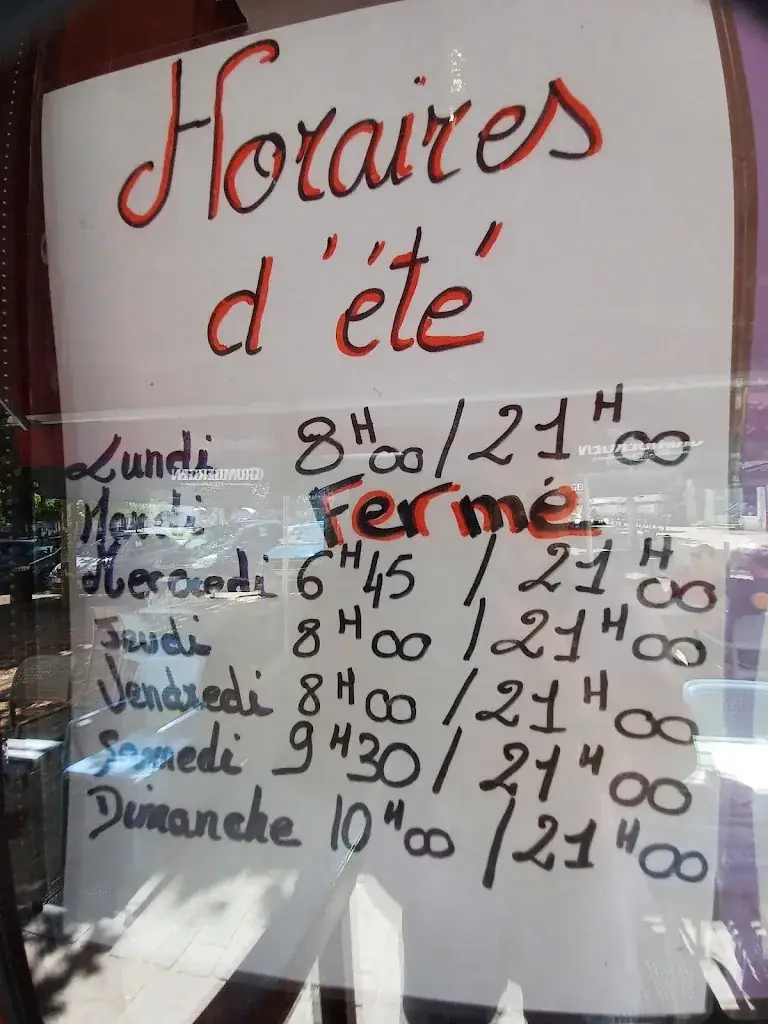 Horaires
d'été
Lundi 8H00 / 21H00
Mardi Fermé
Mercredi 6H45 / 21H00
Jeudi 8H00 / 21H00
Vendredi 8H00 / 21H00
Samedi 9H30 / 21H00
Dimanche 10H00 / 21H00